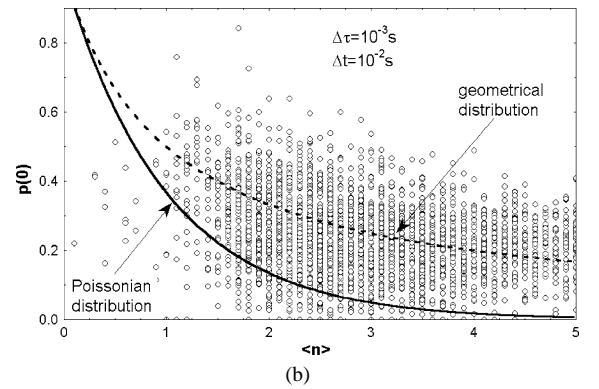 Δτ=10⁻³s
Δt=10⁻²s
geometrical
distribution
Poissonian
distribution
p(0)
0.8
0.6
0.4
0.2
0.0
0 1 2 3 4 5
<n>
(b)